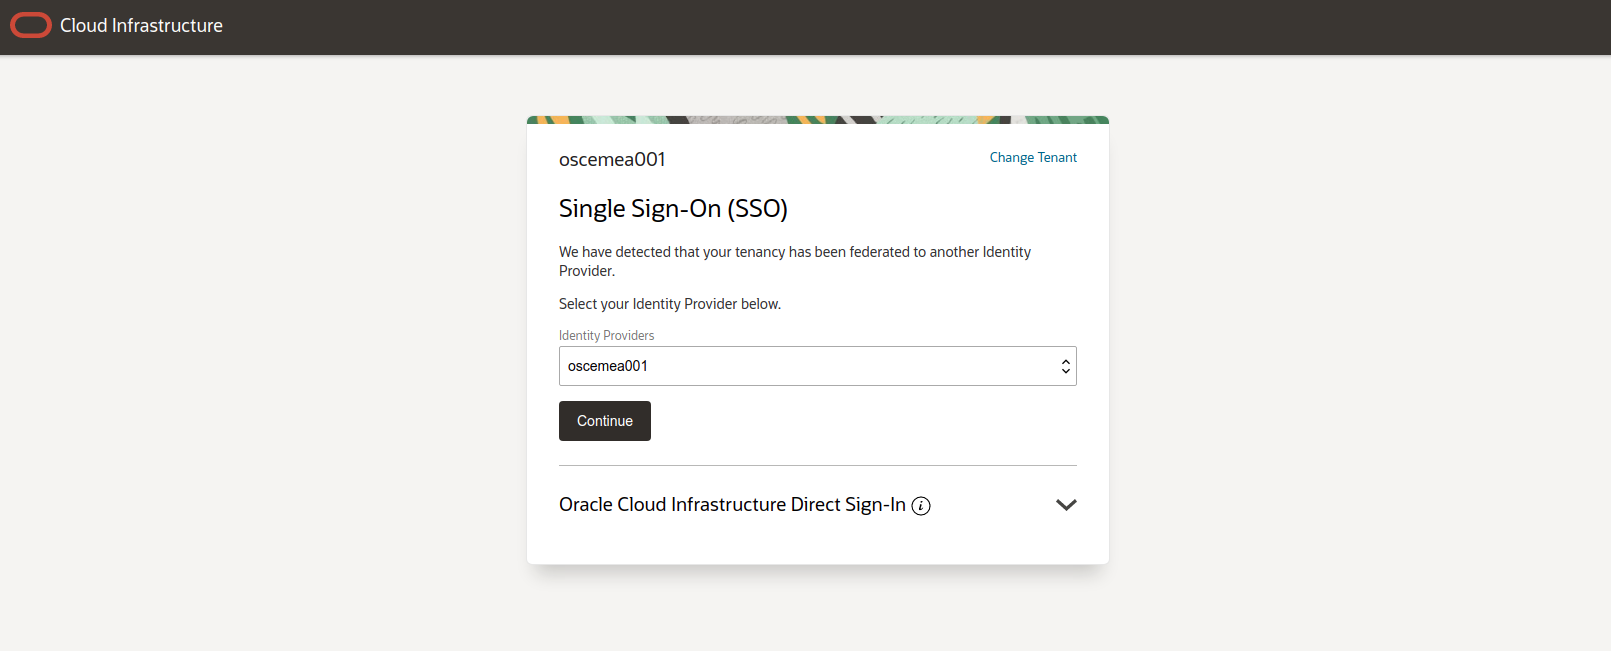 Cloud Infrastructure
oscemea001
Change Tenant
Single Sign-On (SSO)
We have detected that your tenancy has been federated to another Identity
Provider.
Select your Identity Provider below.
Identity Providers
oscemea001
Continue
Oracle Cloud Infrastructure Direct Sign-In i